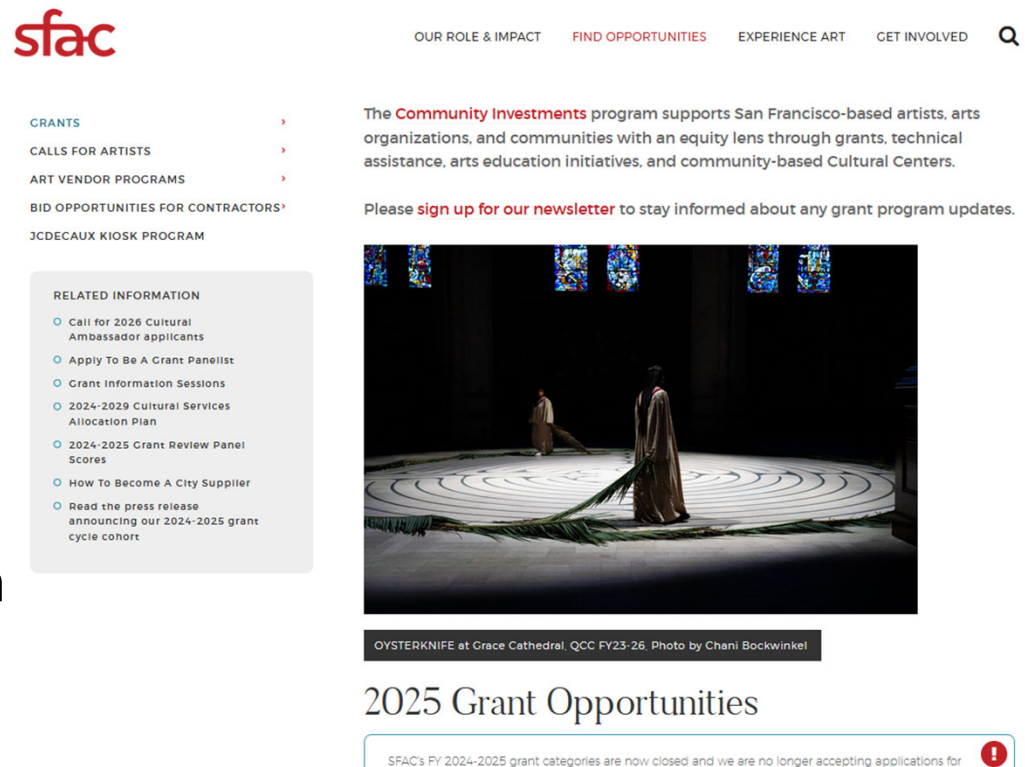 sfac
OUR ROLE & IMPACT FIND OPPORTUNITIES EXPERIENCE ART GET INVOLVED
GRANTS
CALLS FOR ARTISTS
ART VENDOR PROGRAMS
BID OPPORTUNITIES FOR CONTRACTORS
JCDECAUX KIOSK PROGRAM
RELATED INFORMATION
Call for 2026 Cultural
Ambassador applicants
Apply To Be A Grant Panelist
Grant Information Sessions
2024-2029 Cultural Services
Allocation Plan
2024-2025 Grant Review Panel
Scores
How To Become A City Supplier
Read the press release
announcing our 2024-2025 grant
cycle cohort
The Community Investments program supports San Francisco-based artists, arts
organizations, and communities with an equity lens through grants, technical
assistance, arts education initiatives, and community-based Cultural Centers.
Please sign up for our newsletter to stay informed about any grant program updates.
OYSTERKNIFE at Grace Cathedral, QCC FY23-26, Photo by Chani Bockwinkel
2025 Grant Opportunities
SFAC's FY 2024-2025 grant categories are now closed and we are no longer accepting applications for